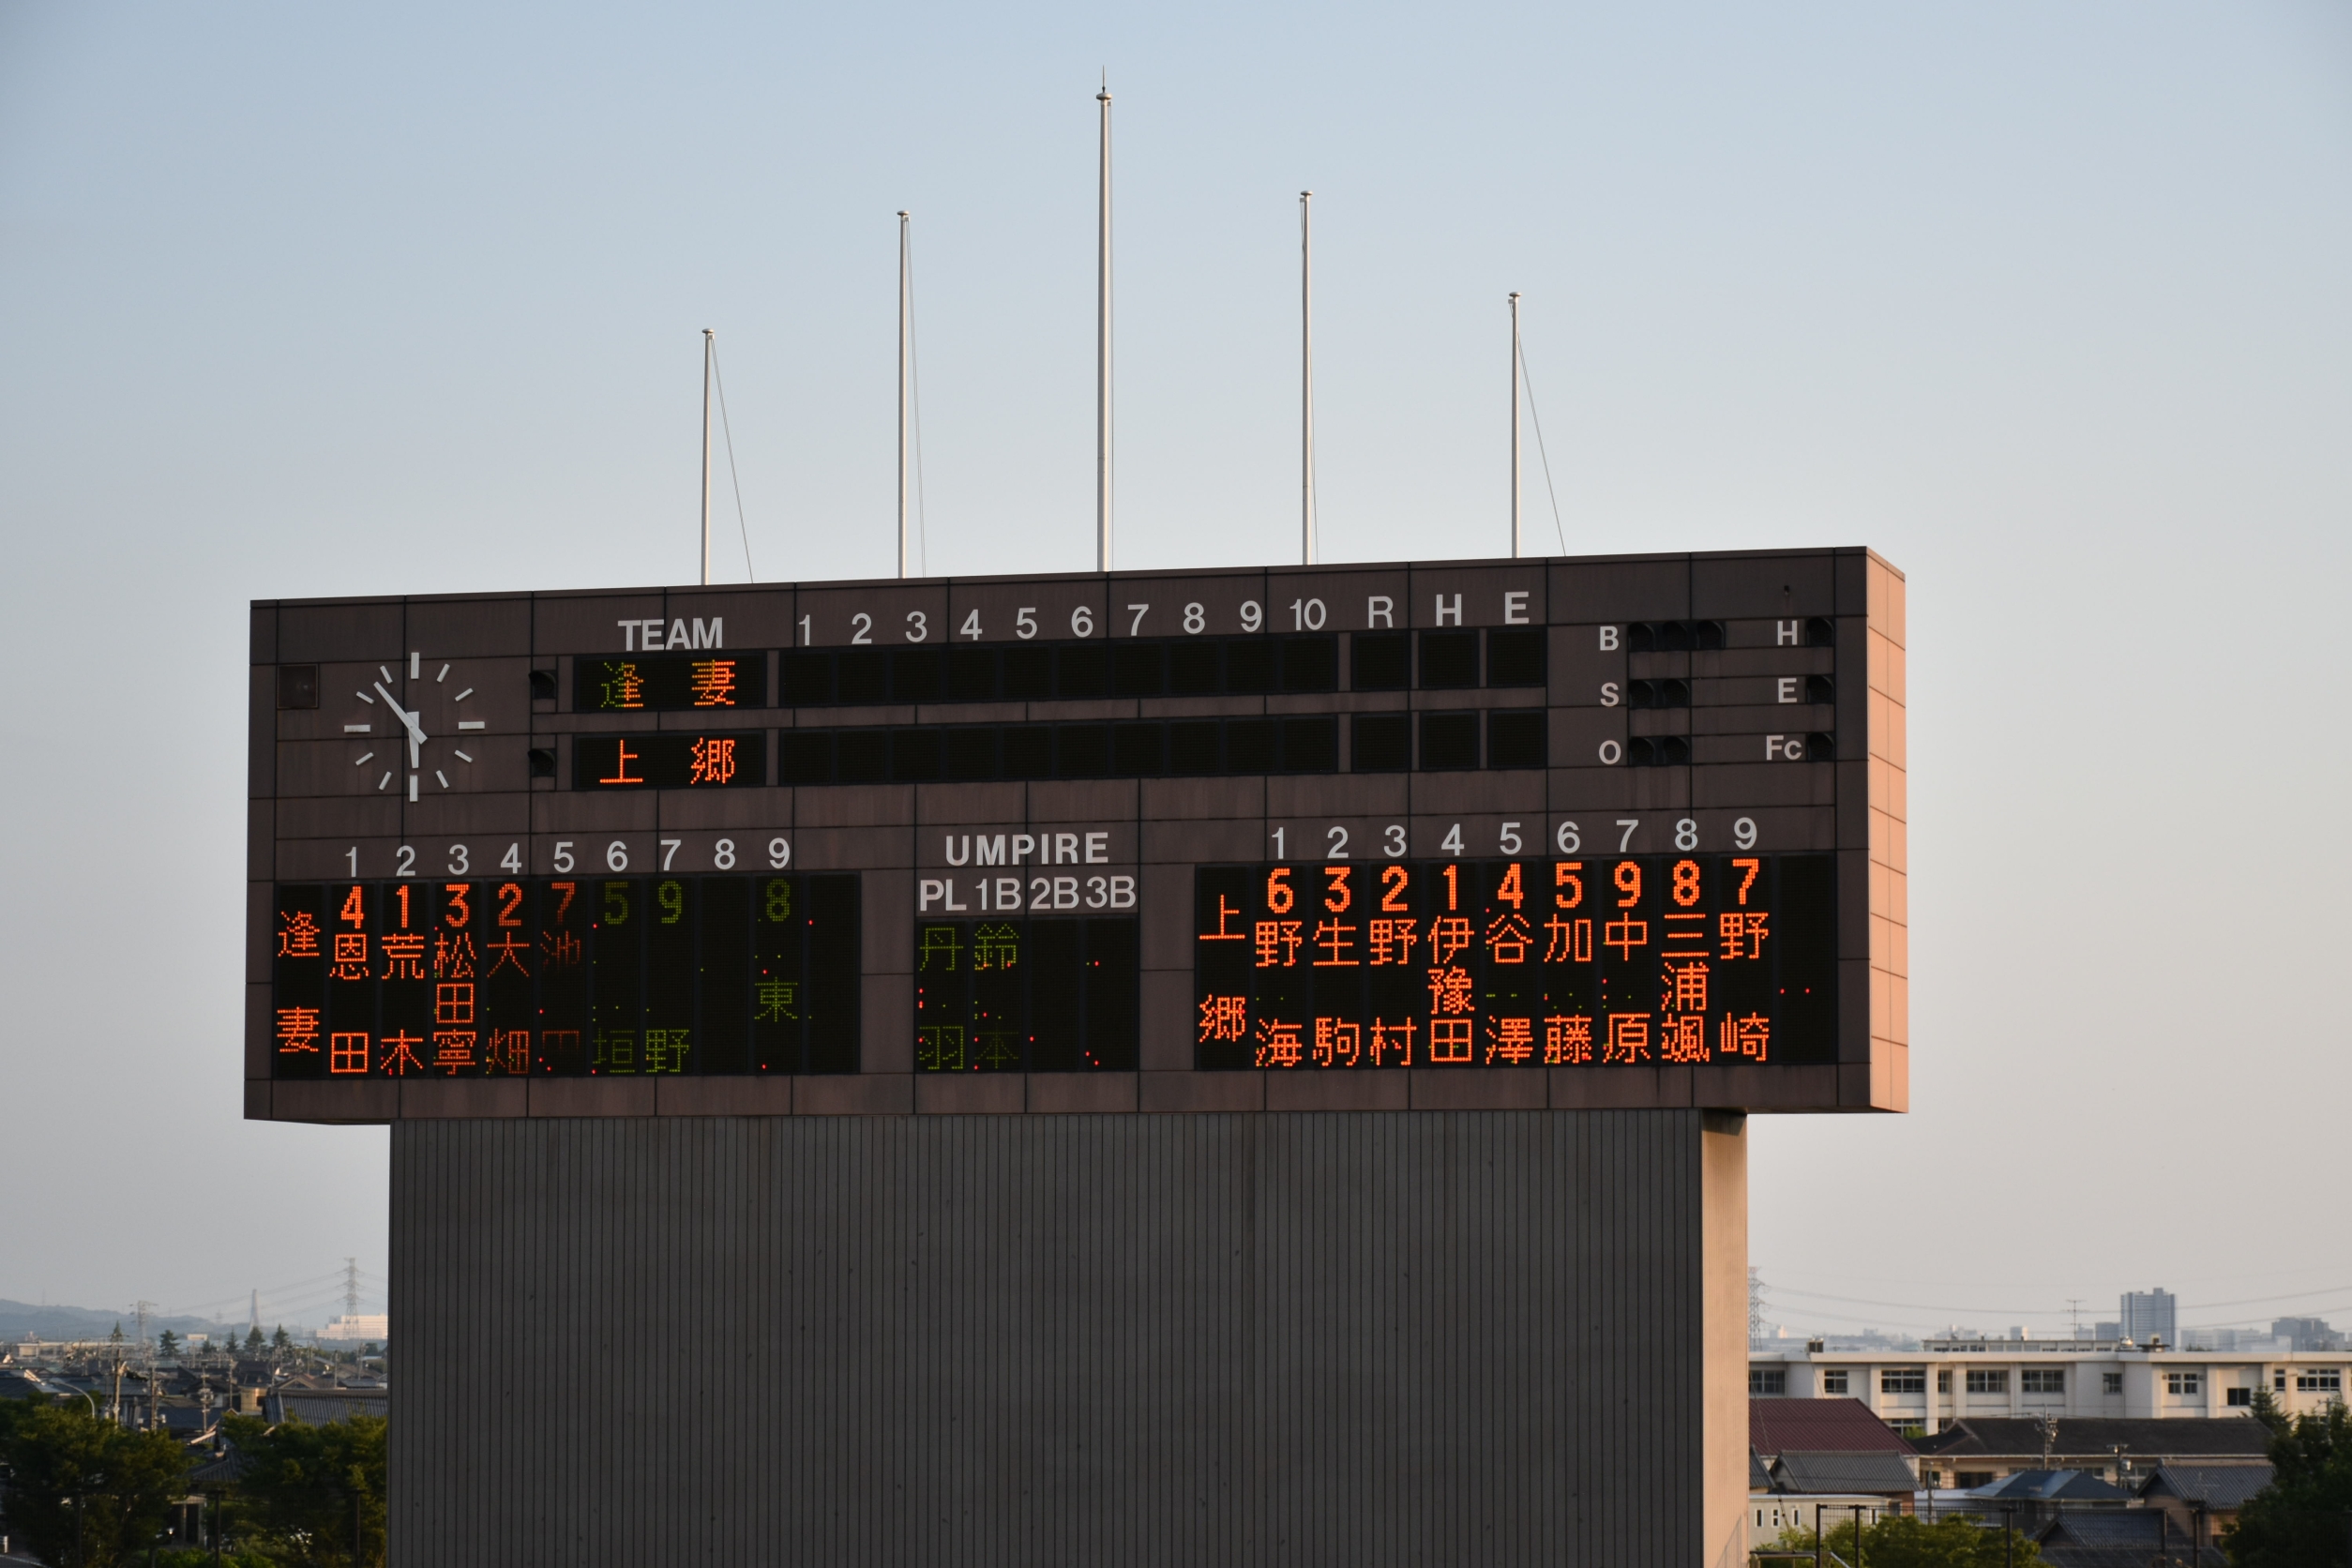 TEAM 1 2 3 4 5 6 7 8 9 10 R H E
逢妻
上郷
B H
S E
O Fc
1 2 3 4 5 6 7 8 9
4 1 3 2 7 5 9 8
逢妻
恩田
荒木
松田寧
大畑
垣
野
東
UMPIRE
PL 1B 2B 3B
丹羽
鈴本
1 2 3 4 5 6 7 8 9
6 3 2 1 4 5 9 8 7
上郷
野海
生駒
野村
伊豫田
谷澤
加藤
中原
三浦颯
野崎